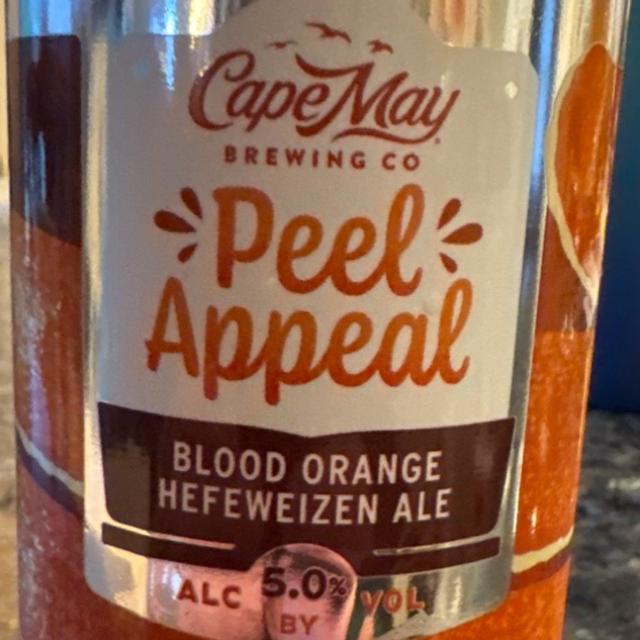 Cape May
BREWING CO
Peel
Appeal
BLOOD ORANGE
HEFEWEIZEN ALE
ALC 5.0% VOL
BY